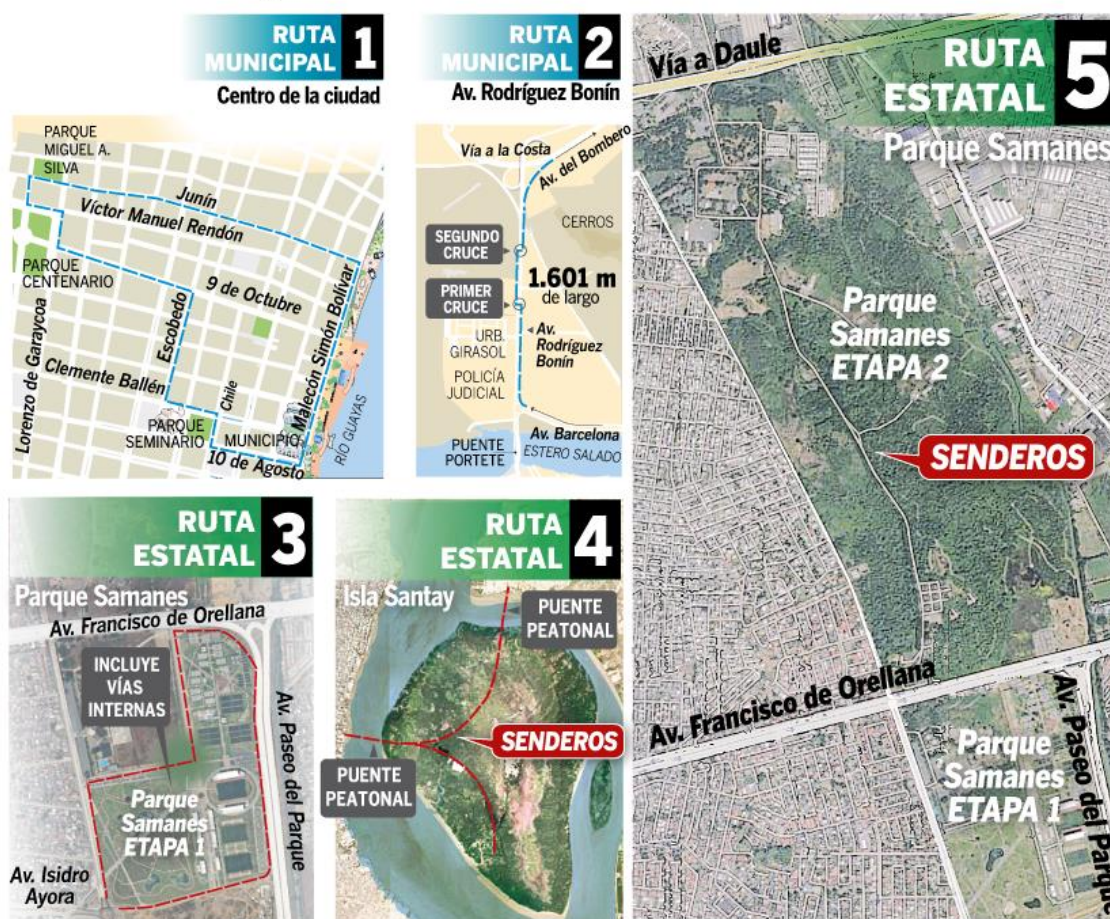 RUTA
MUNICIPAL 1
Centro de la ciudad
PARQUE
MIGUEL A.
SILVA
Junín
Víctor Manuel Rendón
PARQUE
CENTENARIO
9 de Octubre
Lorenzo de Garaycoa
Escobedo
Malecón Simón Bolívar
Clemente Ballén
Chile
PARQUE
SEMINARIO
MUNICIPIO
10 de Agosto
RÍO GUAYAS
RUTA
MUNICIPAL 2
Av. Rodríguez Bonín
Vía a la Costa
Av. del Bombero
CERROS
SEGUNDO
CRUCE
1.601 m
de largo
PRIMER
CRUCE
URB.
GIRASOL
Av.
Rodríguez
Bonín
POLICÍA
JUDICIAL
Av. Barcelona
PUENTE
PORTETE
ESTERO SALADO
RUTA
ESTATAL 3
Parque Samanes
Av. Francisco de Orellana
INCLUYE
VÍAS
INTERNAS
Av. Paseo del Parque
Parque
Samanes
ETAPA 1
Av. Isidro
Ayora
RUTA
ESTATAL 4
Isla Santay
PUENTE
PEATONAL
SENDEROS
PUENTE
PEATONAL
Vía a Daule
RUTA
ESTATAL 5
Parque Samanes
Parque
Samanes
ETAPA 2
SENDEROS
Av. Francisco de Orellana
Av. Paseo del Parque
Parque
Samanes
ETAPA 1